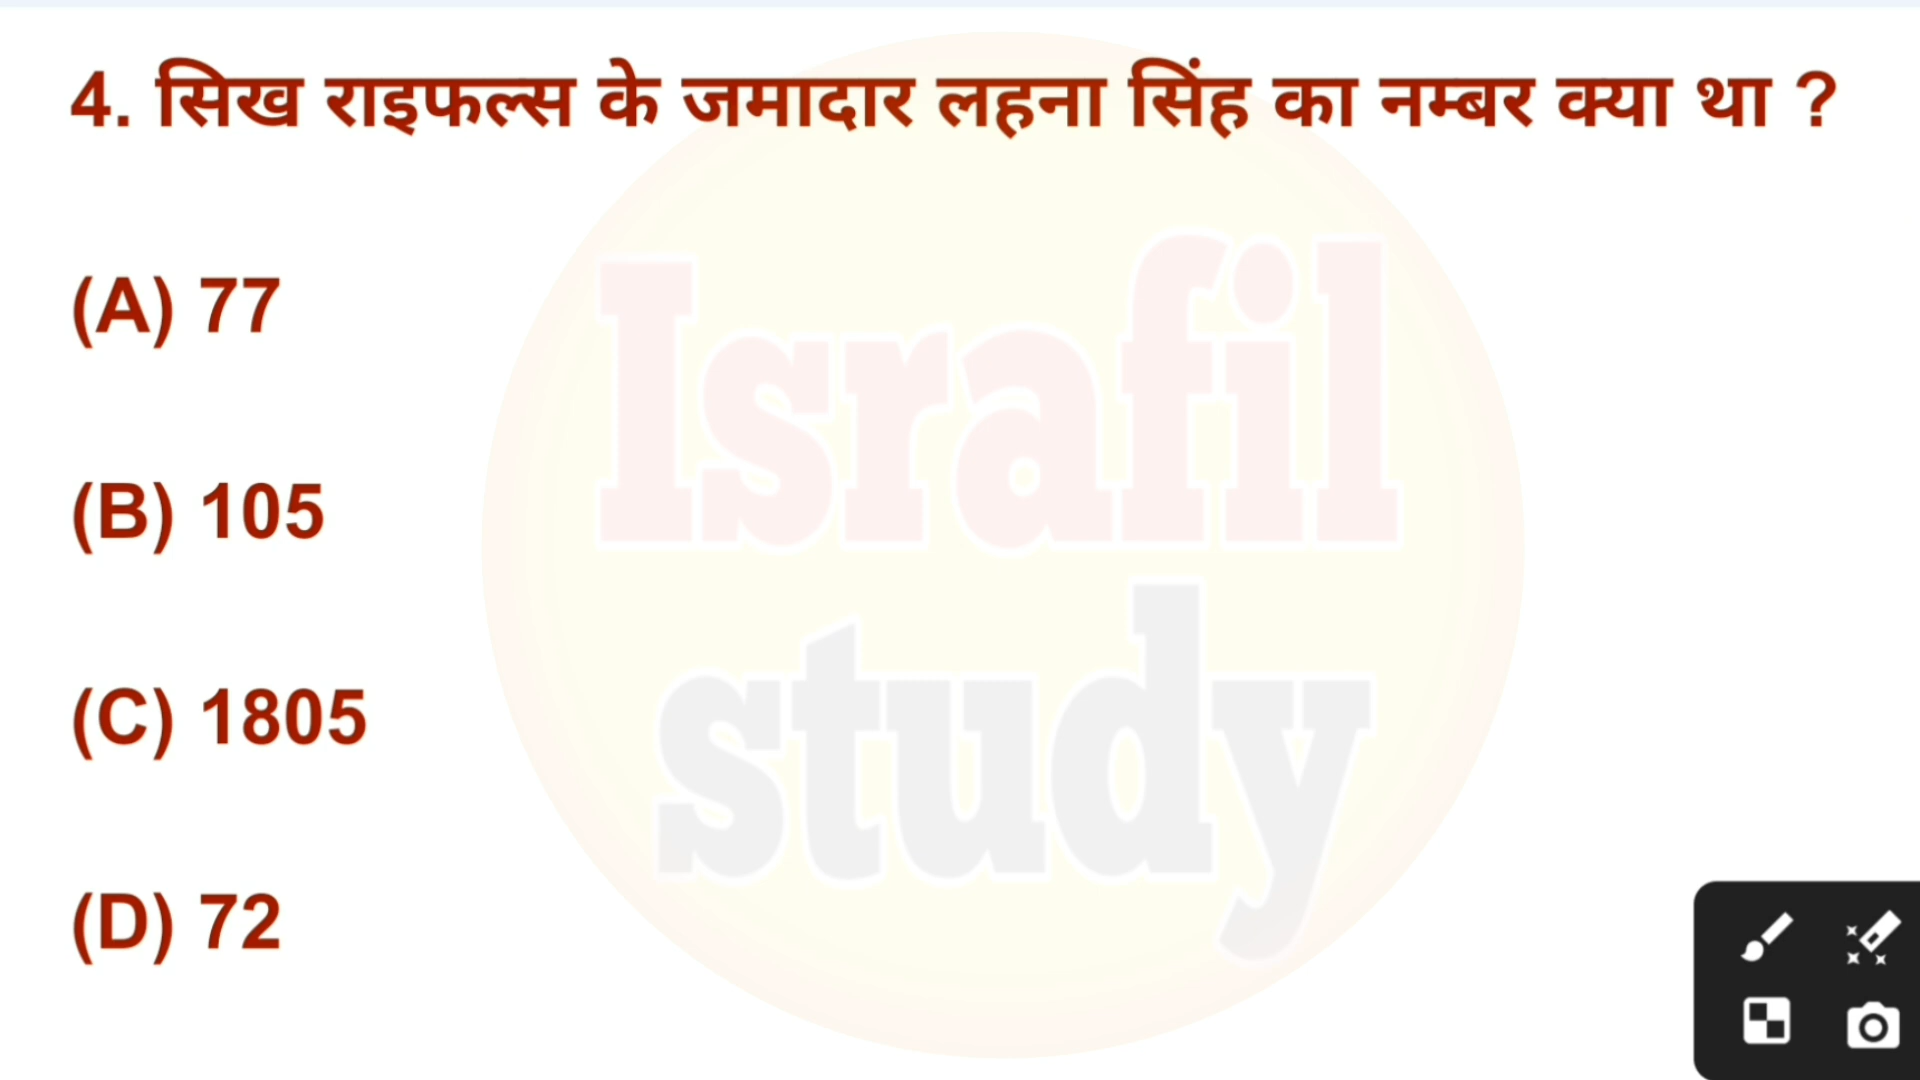 4. सिख राइफल्स के जमादार लहना सिंह का नम्बर क्या था ?
(A) 77
(B) 105
(C) 1805
(D) 72
Israfil
study